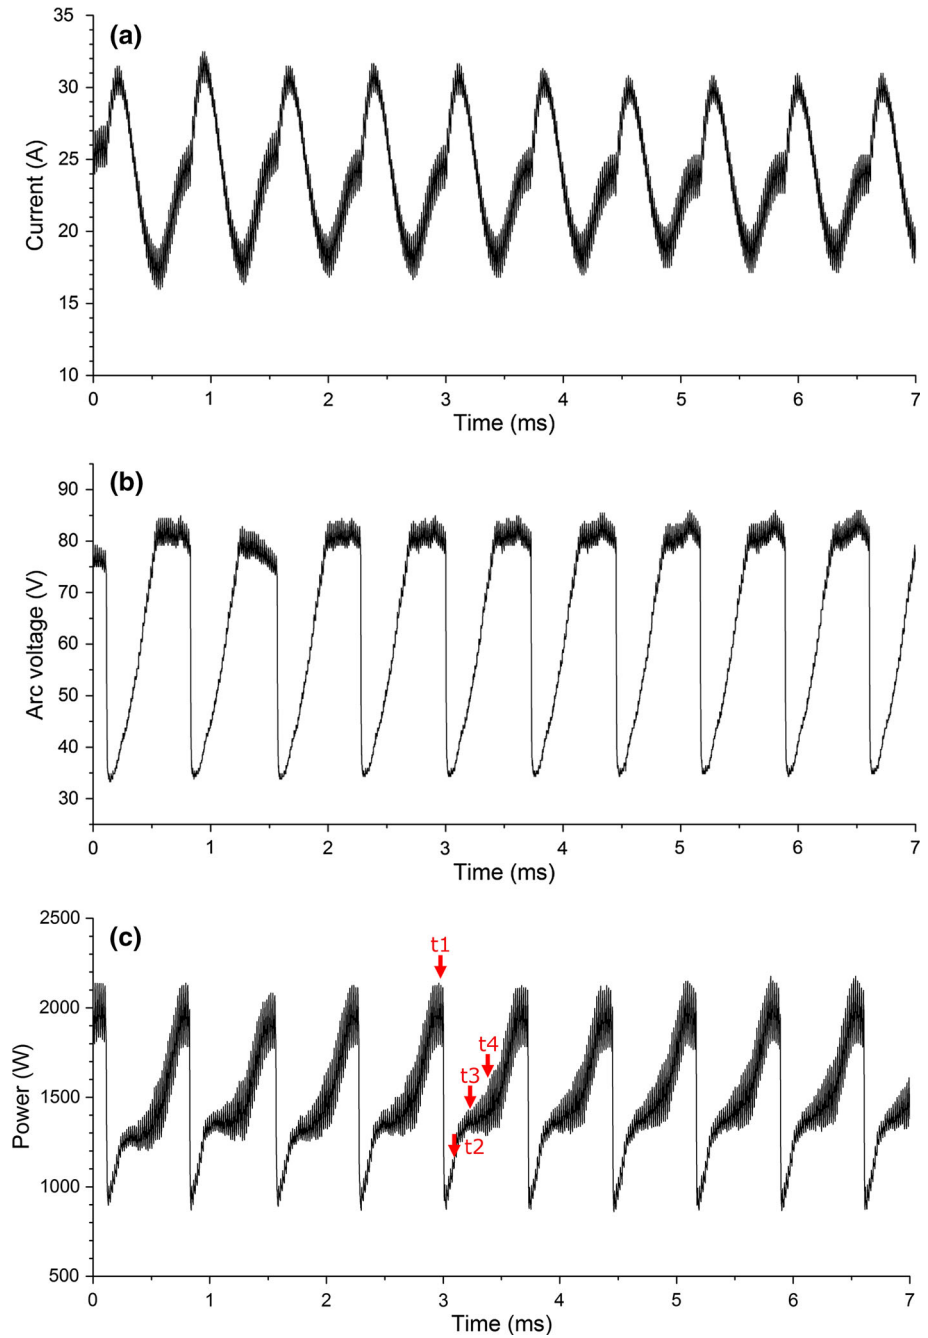 (a)
Current (A)
35
30
25
20
15
10
0 1 2 3 4 5 6 7
Time (ms)
(b)
Arc voltage (V)
90
80
70
60
50
40
30
0 1 2 3 4 5 6 7
Time (ms)
(c)
Power (W)
2500
2000
1500
1000
500
t1
t4
t3
t2
0 1 2 3 4 5 6 7
Time (ms)